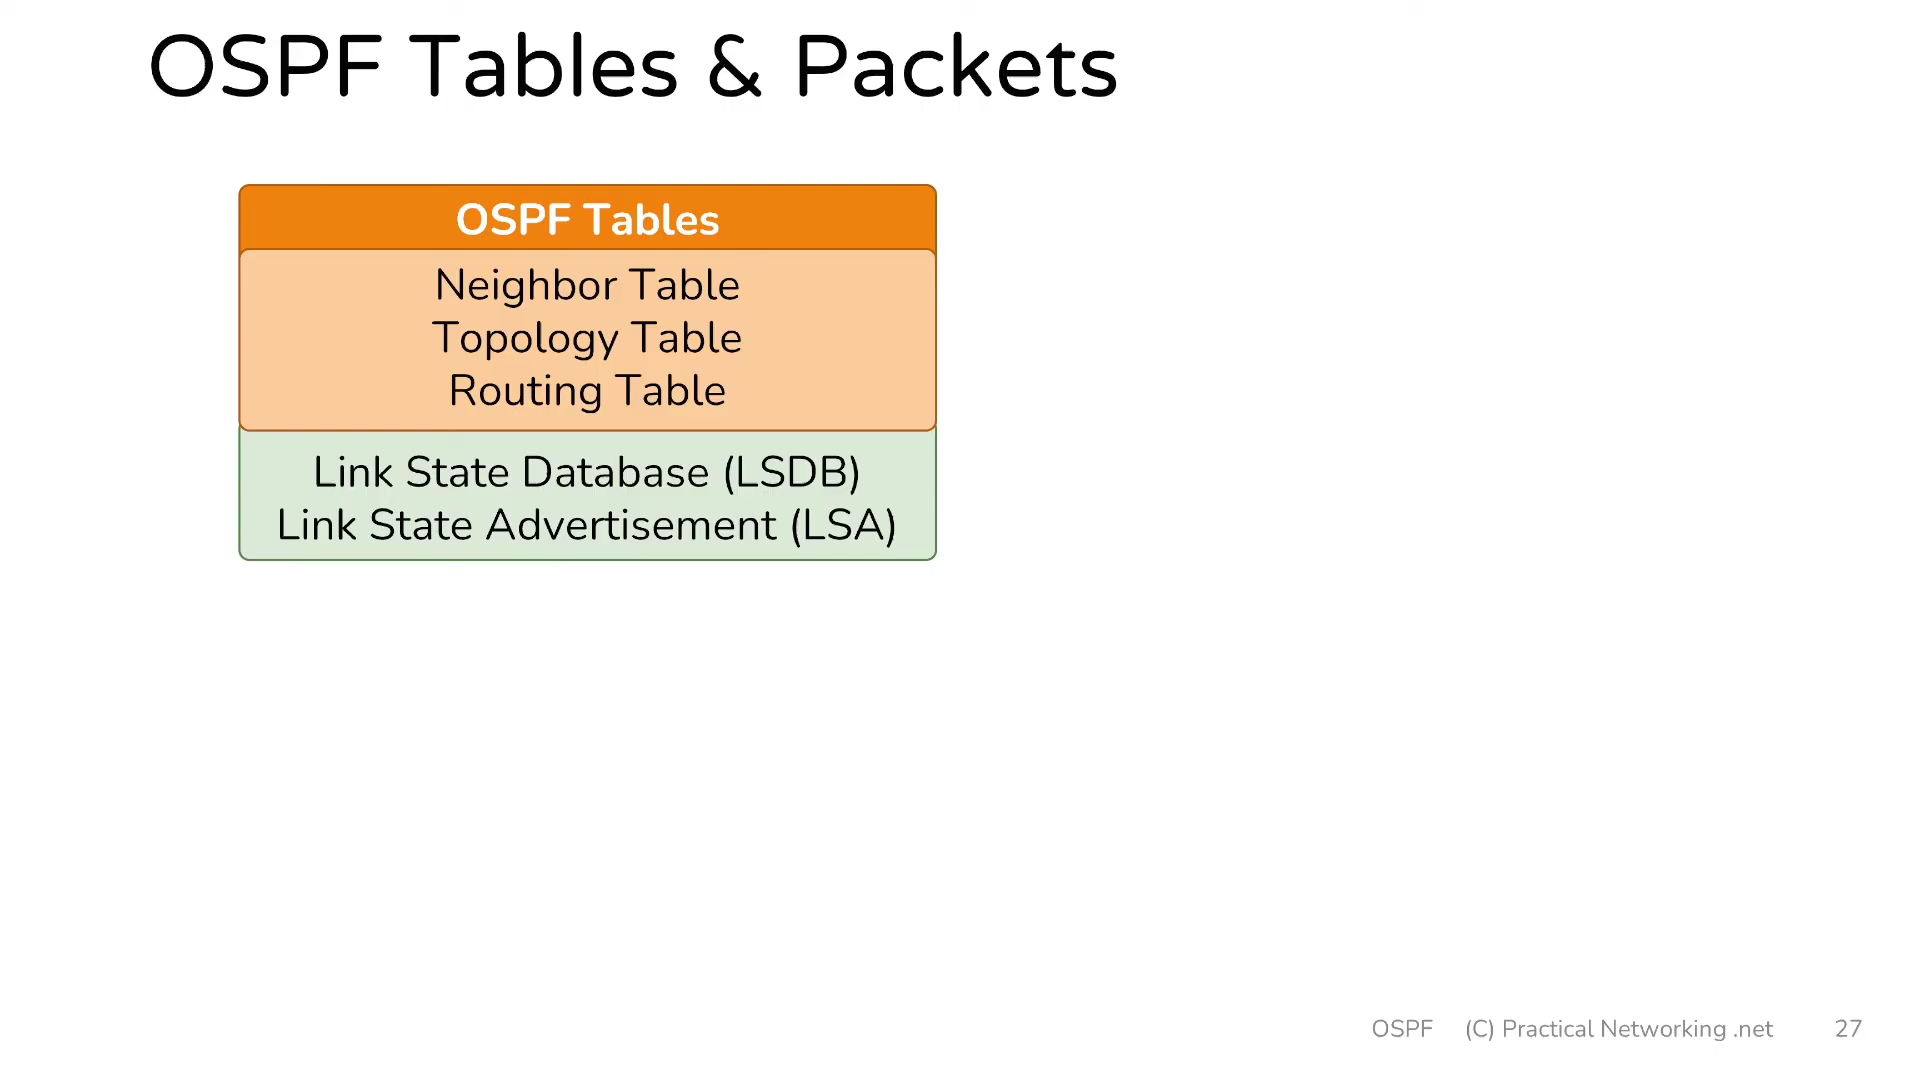 OSPF Tables & Packets
OSPF Tables
Neighbor Table
Topology Table
Routing Table
Link State Database (LSDB)
Link State Advertisement (LSA)
OSPF (C) Practical Networking .net 27